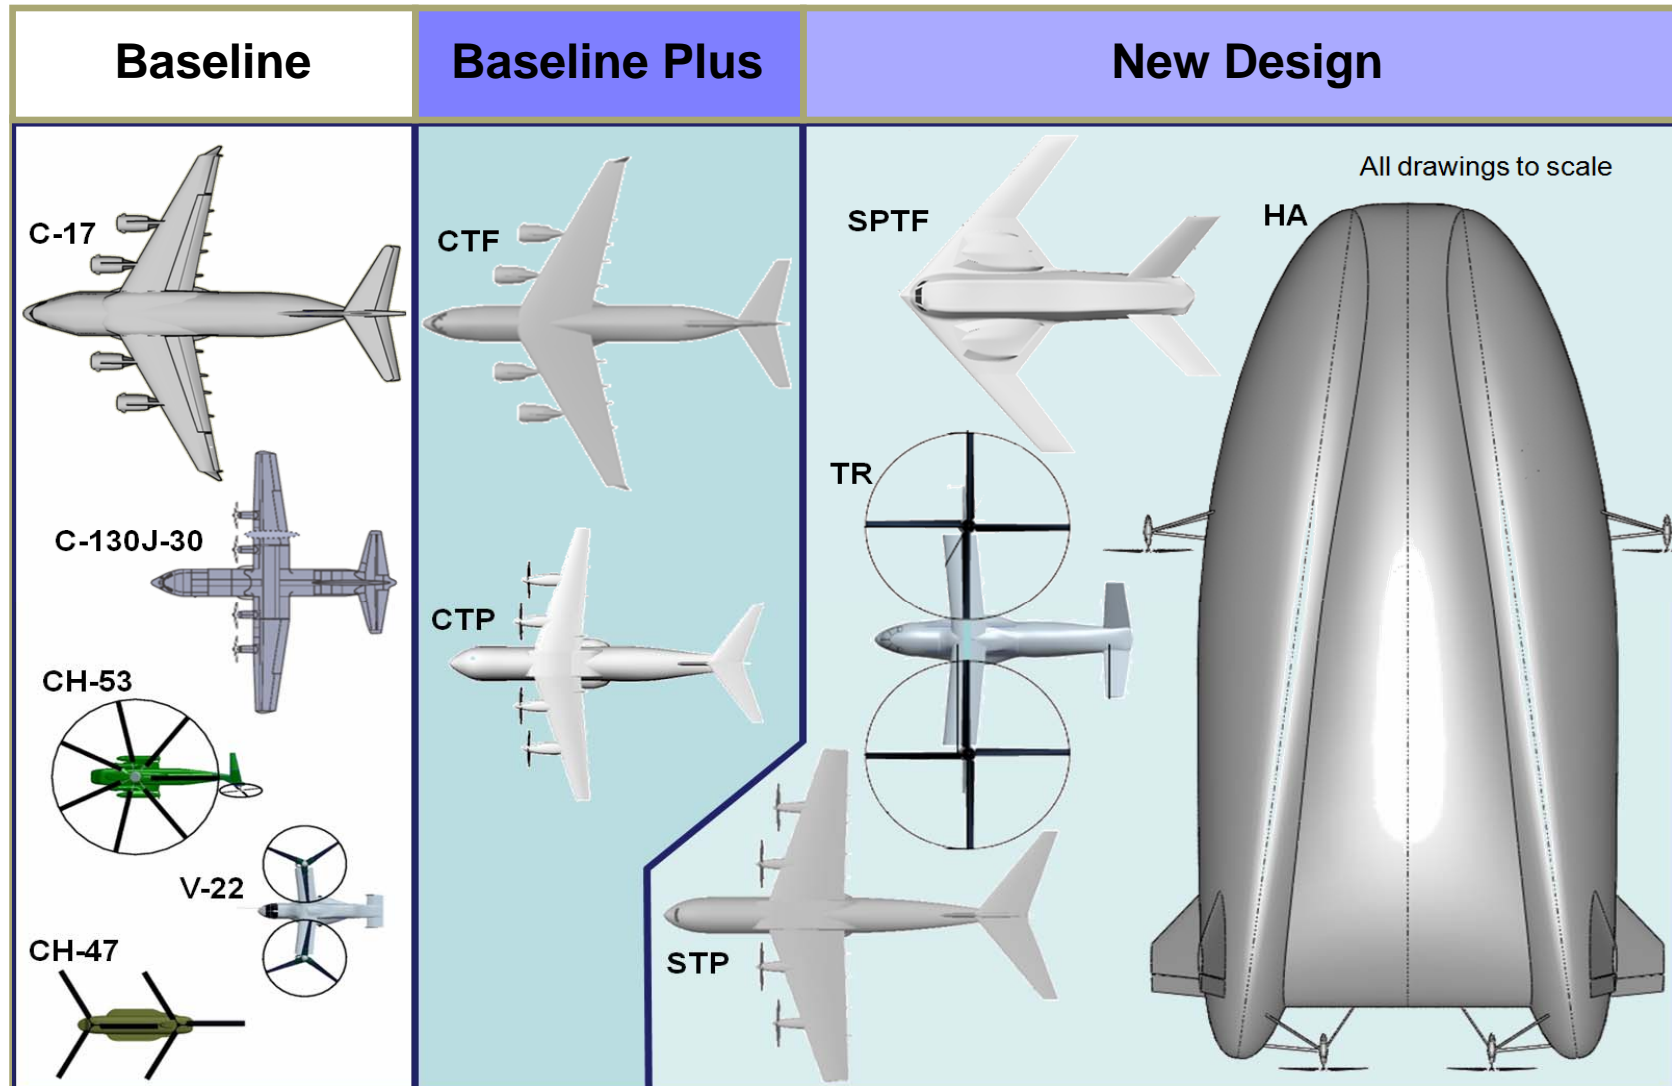 Baseline
Baseline Plus
New Design
C-17
C-130J-30
CH-53
V-22
CH-47
CTF
CTP
SPTF
All drawings to scale
HA
TR
STP